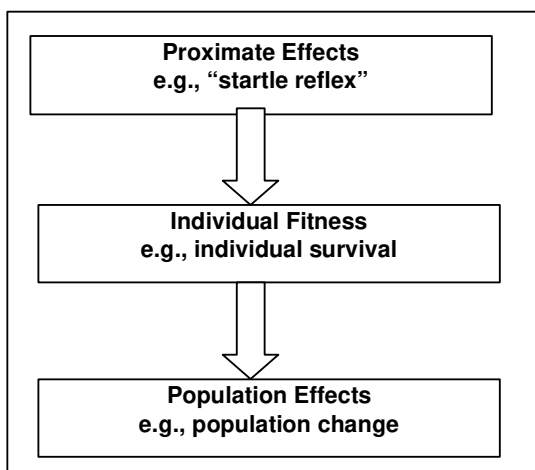 Proximate Effects
e.g., “startle reflex”
Individual Fitness
e.g., individual survival
Population Effects
e.g., population change